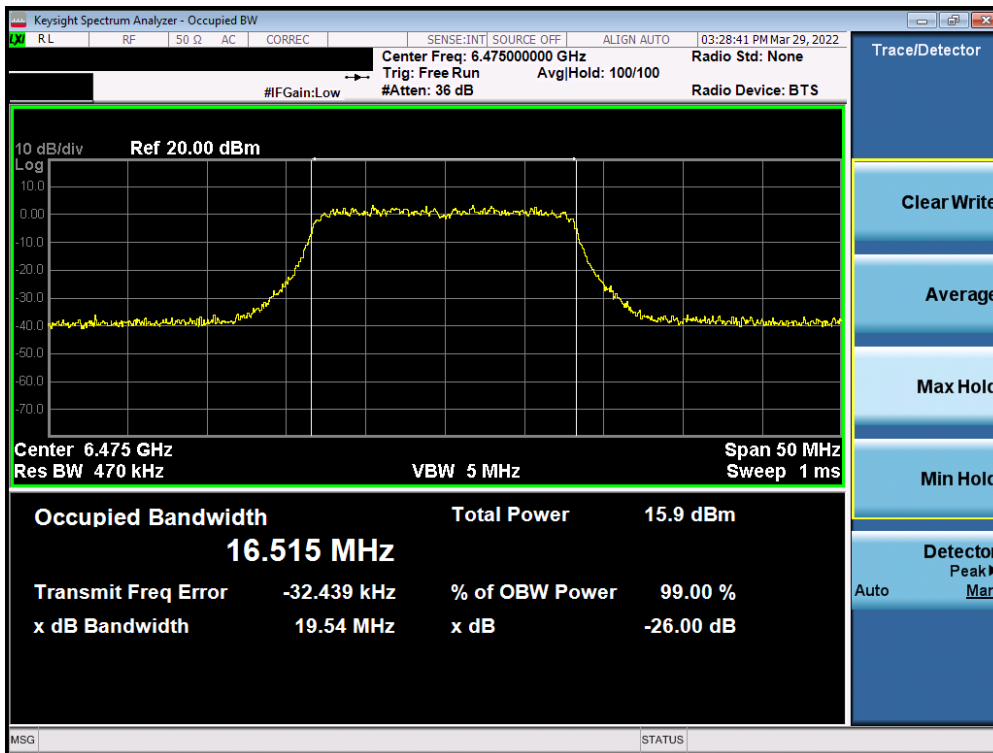 Keysight Spectrum Analyzer - Occupied BW
LXI RL RF 50 Ω AC CORREC SENSE:INT SOURCE OFF ALIGN AUTO 03:28:41 PM Mar 29, 2022
Center Freq: 6.475000000 GHz Radio Std: None
Trig: Free Run Avg|Hold: 100/100
#IFGain:Low #Atten: 36 dB Radio Device: BTS
Trace/Detector
10 dB/div Ref 20.00 dBm
Log
10.0
0.00
-10.0
-20.0
-30.0
-40.0
-50.0
-60.0
-70.0
Center 6.475 GHz Span 50 MHz
Res BW 470 kHz VBW 5 MHz Sweep 1 ms
Occupied Bandwidth Total Power 15.9 dBm
16.515 MHz
Transmit Freq Error -32.439 kHz % of OBW Power 99.00 %
x dB Bandwidth 19.54 MHz x dB -26.00 dB
Clear Write
Average
Max Hold
Min Hold
Detector
Peak
Auto Man
MSG STATUS